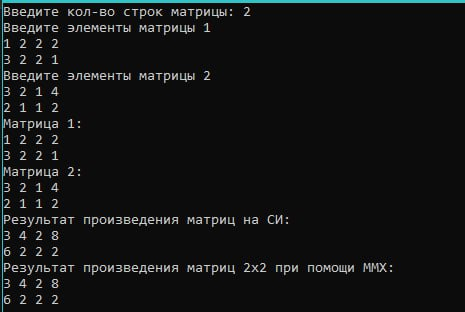 Введите кол-во строк матрицы: 2
Введите элементы матрицы 1
1 2 2 2
3 2 2 1
Введите элементы матрицы 2
3 2 1 4
2 1 1 2
Матрица 1:
1 2 2 2
3 2 2 1
Матрица 2:
3 2 1 4
2 1 1 2
Результат произведения матриц на СИ:
3 4 2 8
6 2 2 2
Результат произведения матриц 2x2 при помощи MMX:
3 4 2 8
6 2 2 2